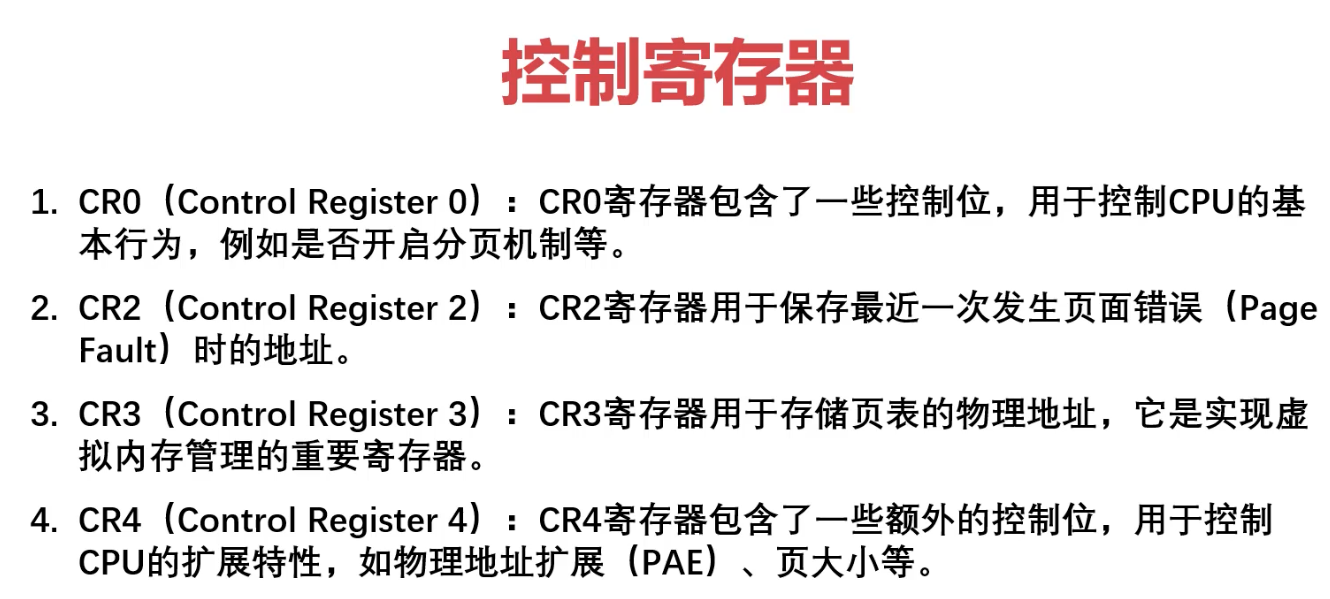 控制寄存器
1. CR0（Control Register 0）：CR0寄存器包含了一些控制位，用于控制CPU的基
本行为，例如是否开启分页机制等。
2. CR2（Control Register 2）：CR2寄存器用于保存最近一次发生页面错误（Page
Fault）时的地址。
3. CR3（Control Register 3）：CR3寄存器用于存储页表的物理地址，它是实现虚
拟内存管理的重要寄存器。
4. CR4（Control Register 4）：CR4寄存器包含了一些额外的控制位，用于控制
CPU的扩展特性，如物理地址扩展（PAE）、页大小等。